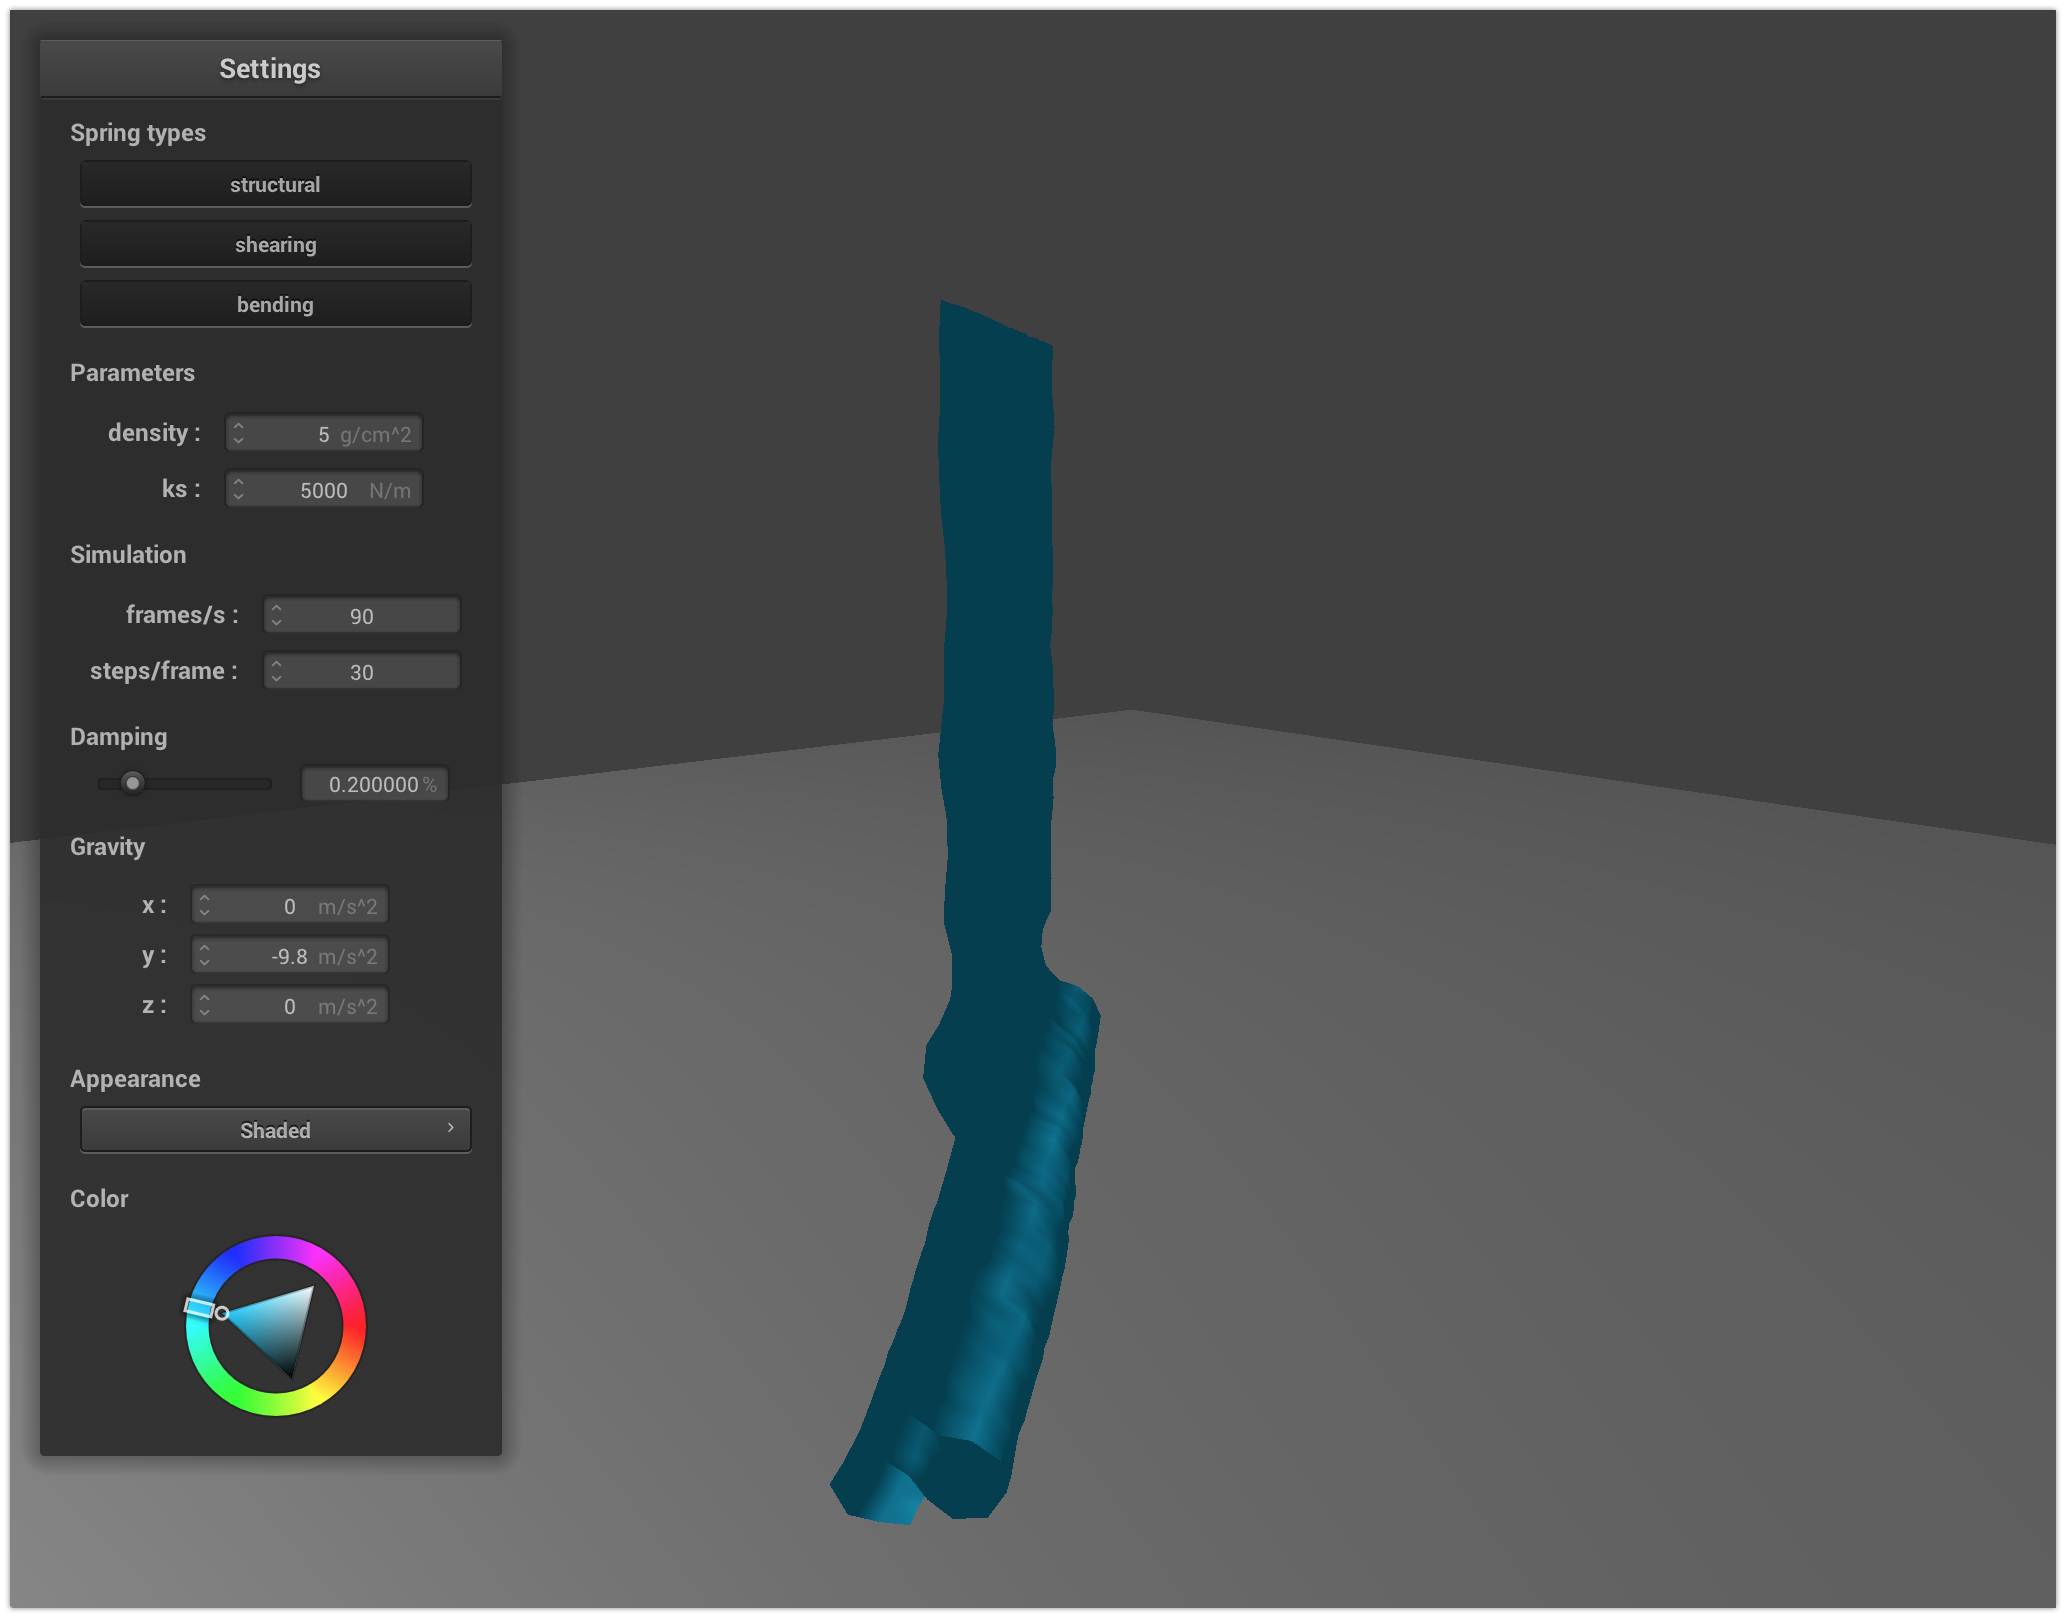 Settings
Spring types
structural
shearing
bending
Parameters
density : 5 g/cm^2
ks : 5000 N/m
Simulation
frames/s : 90
steps/frame : 30
Damping
0.200000 %
Gravity
x : 0 m/s^2
y : -9.8 m/s^2
z : 0 m/s^2
Appearance
Shaded
Color